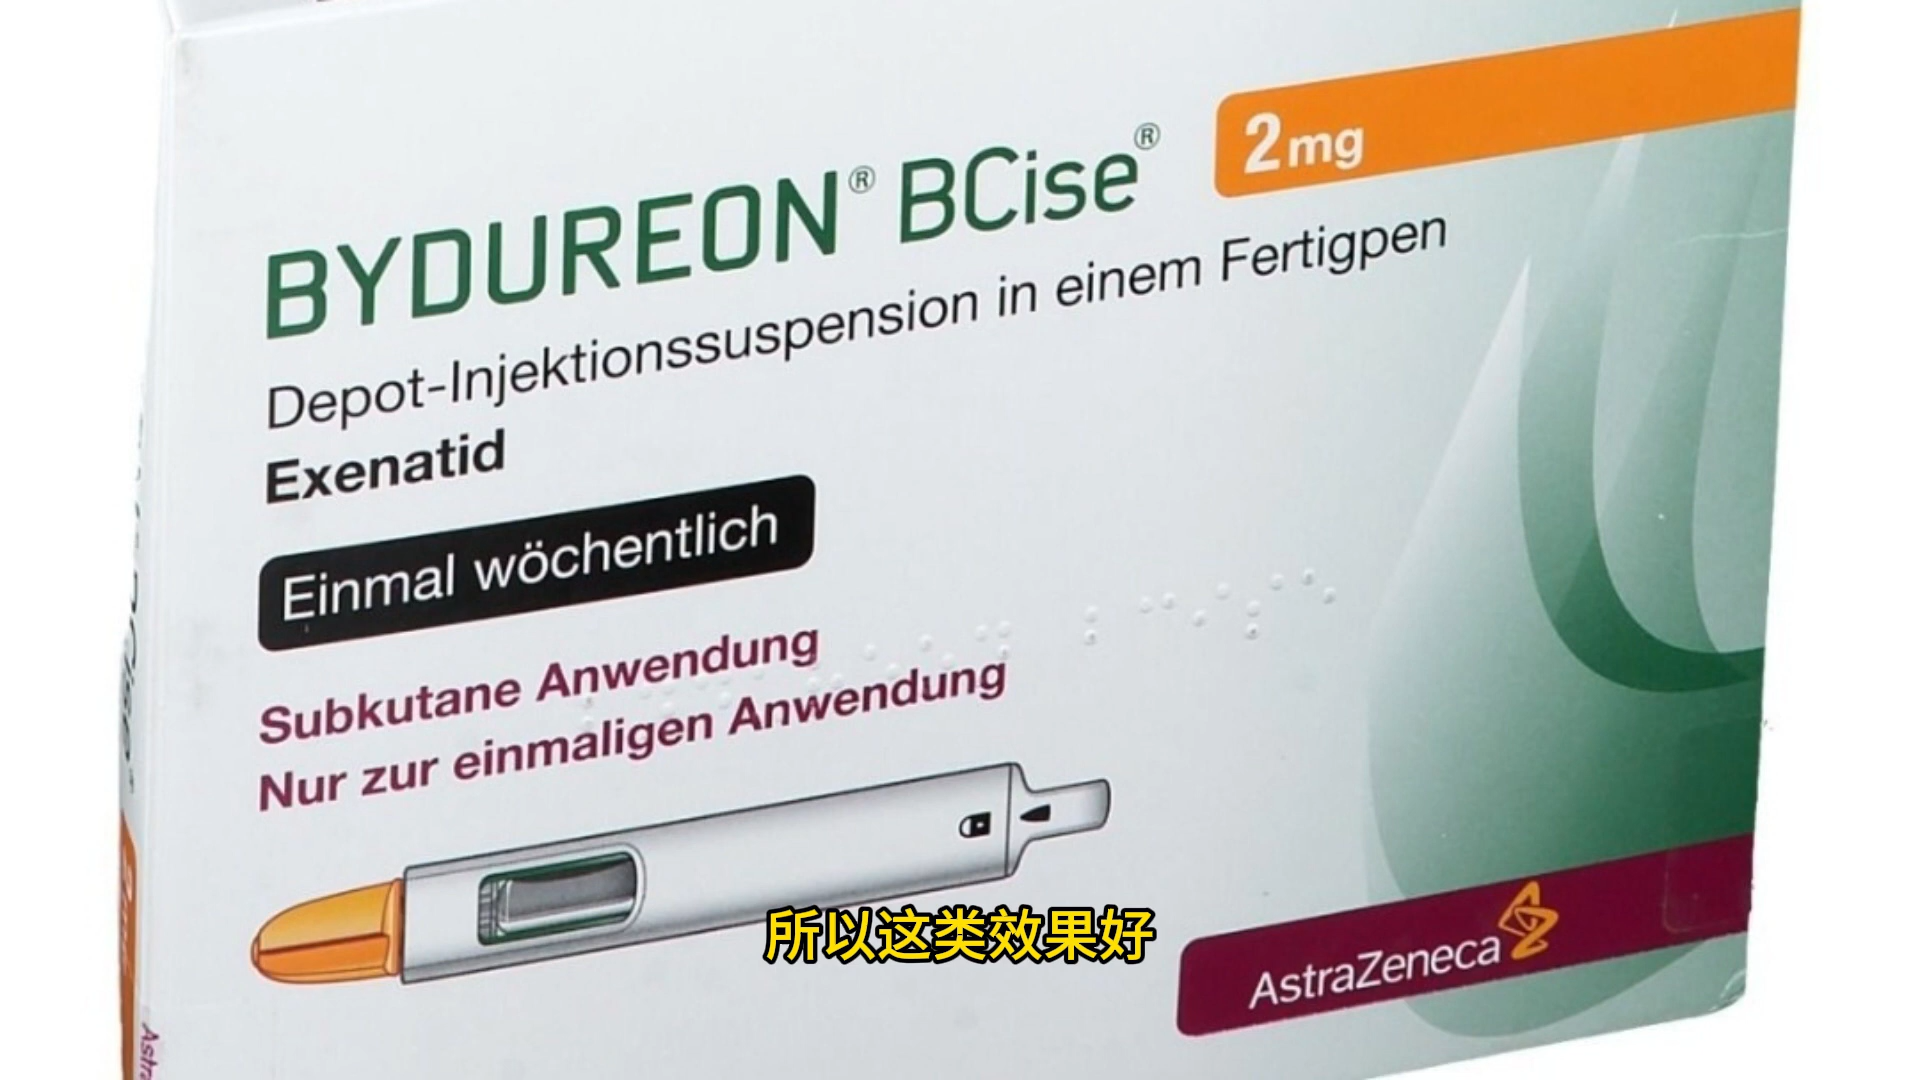 BYDUREON® BCise®
2mg
Depot-Injektionssuspension in einem Fertigpen
Exenatid
Einmal wöchentlich
Subkutane Anwendung
Nur zur einmaligen Anwendung
所以这类效果好
AstraZeneca